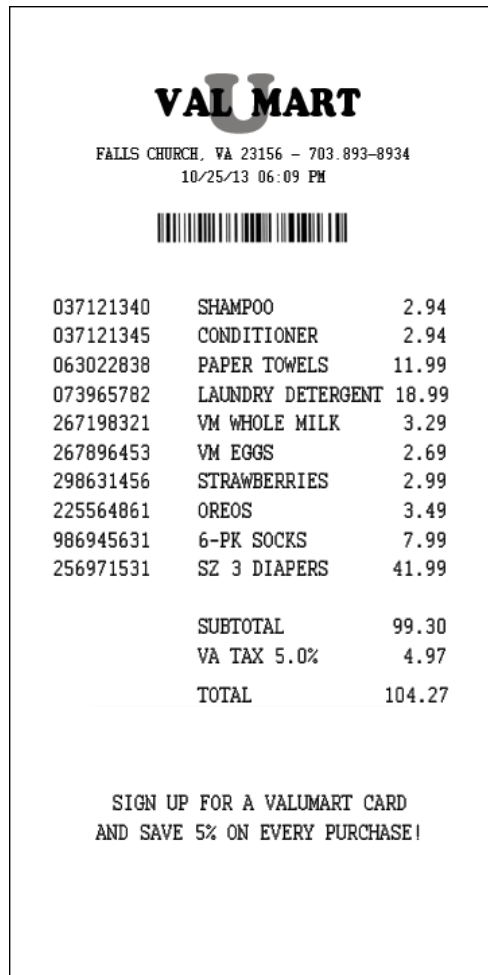 VAL U MART
FALLS CHURCH, VA 23156 – 703.893–8934
10/25/13 06:09 PM
037121340 SHAMPOO 2.94
037121345 CONDITIONER 2.94
063022838 PAPER TOWELS 11.99
073965782 LAUNDRY DETERGENT 18.99
267198321 VM WHOLE MILK 3.29
267896453 VM EGGS 2.69
298631456 STRAWBERRIES 2.99
225564861 OREOS 3.49
986945631 6-PK SOCKS 7.99
256971531 SZ 3 DIAPERS 41.99
SUBTOTAL 99.30
VA TAX 5.0% 4.97
TOTAL 104.27
SIGN UP FOR A VALUMART CARD
AND SAVE 5% ON EVERY PURCHASE!